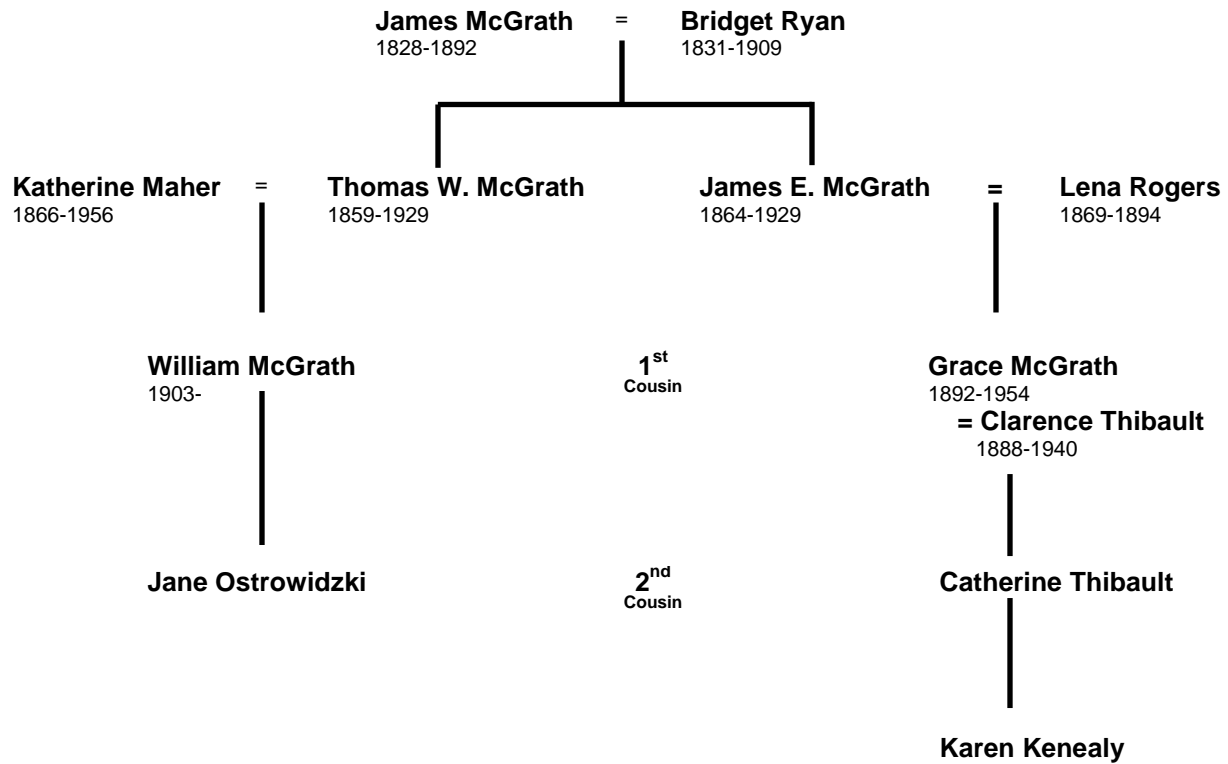 James McGrath = Bridget Ryan
1828-1892 1831-1909
Katherine Maher = Thomas W. McGrath James E. McGrath = Lena Rogers
1866-1956 1859-1929 1864-1929 1869-1894
William McGrath 1st Grace McGrath
1903- Cousin 1892-1954
= Clarence Thibault
1888-1940
Jane Ostrowidzki 2nd Catherine Thibault
Cousin
Karen Kenealy